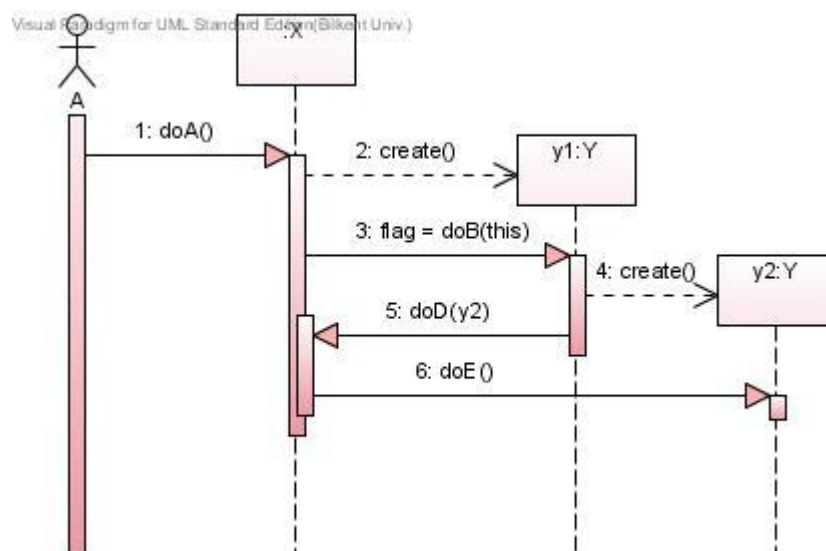 Visual Paradigm for UML Standard Edition(Bilkent Univ.)
:X
A
1: doA()
2: create()
y1:Y
3: flag = doB(this)
4: create()
y2:Y
5: doD(y2)
6: doE()